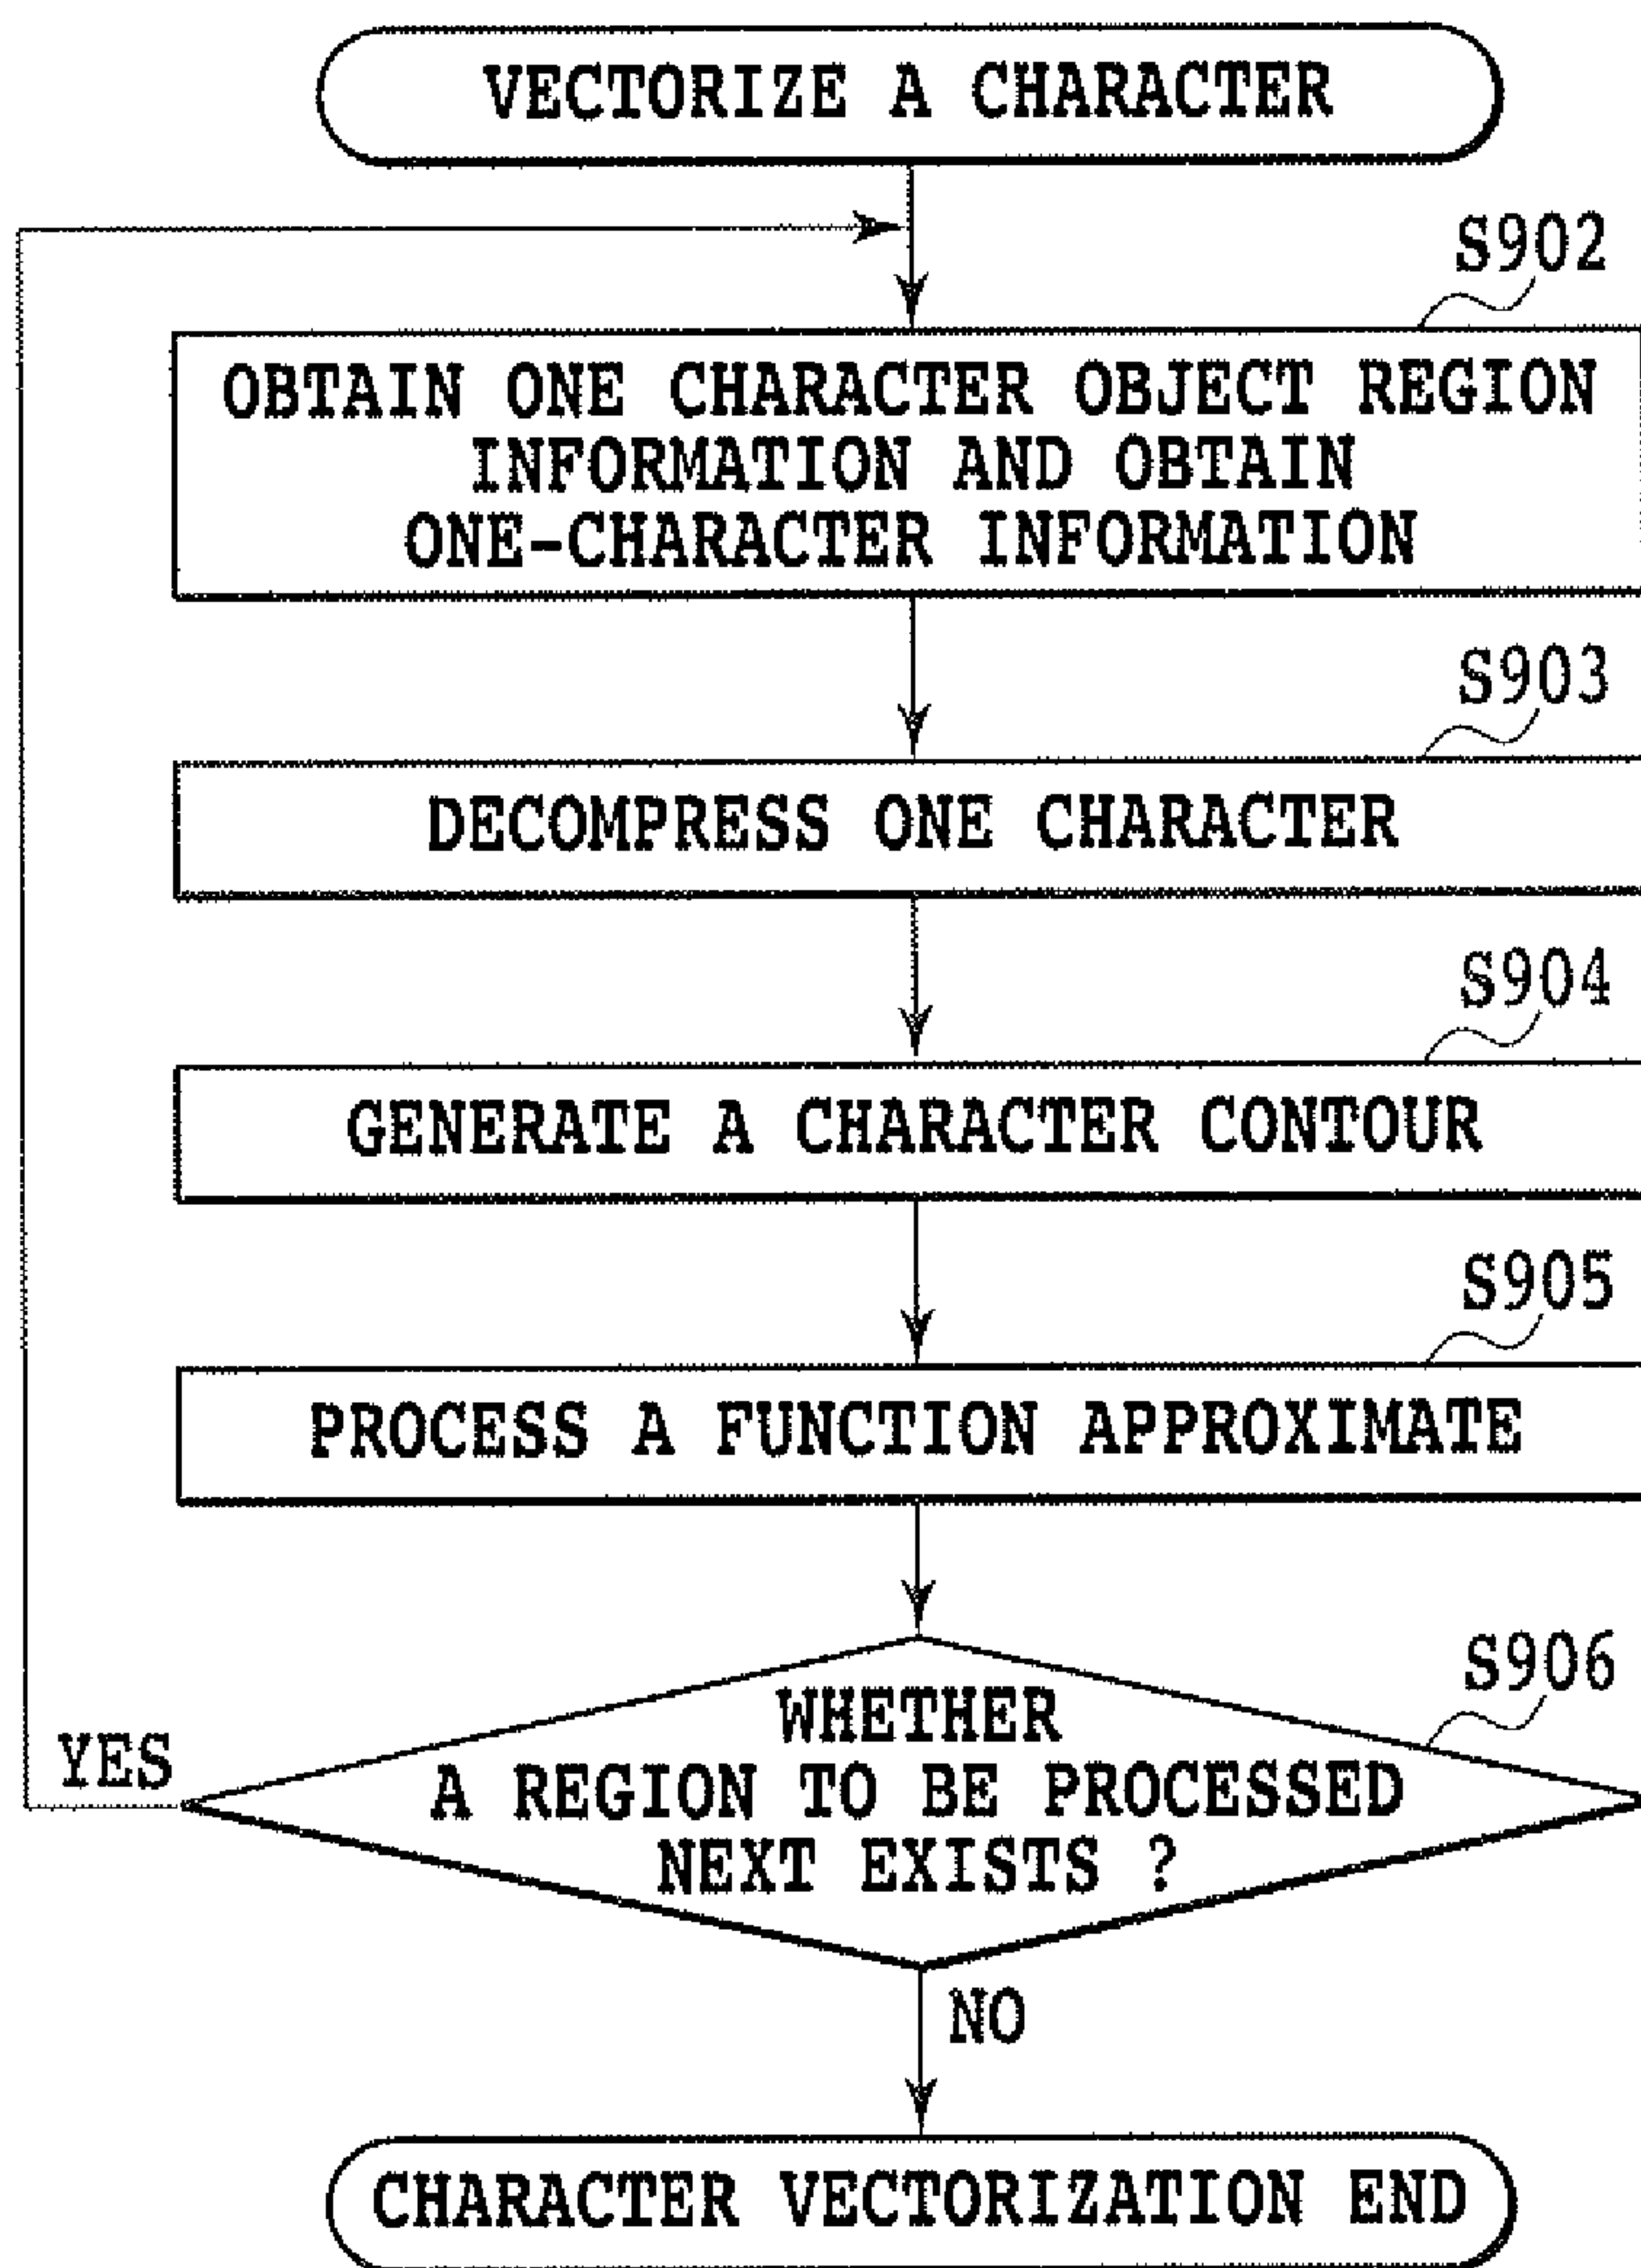 VECTORIZE A CHARACTER
S902
OBTAIN ONE CHARACTER OBJECT REGION
INFORMATION AND OBTAIN
ONE-CHARACTER INFORMATION
S903
DECOMPRESS ONE CHARACTER
S904
GENERATE A CHARACTER CONTOUR
S905
PROCESS A FUNCTION APPROXIMATE
S906
WHETHER
A REGION TO BE PROCESSED
NEXT EXISTS ?
YES
NO
CHARACTER VECTORIZATION END